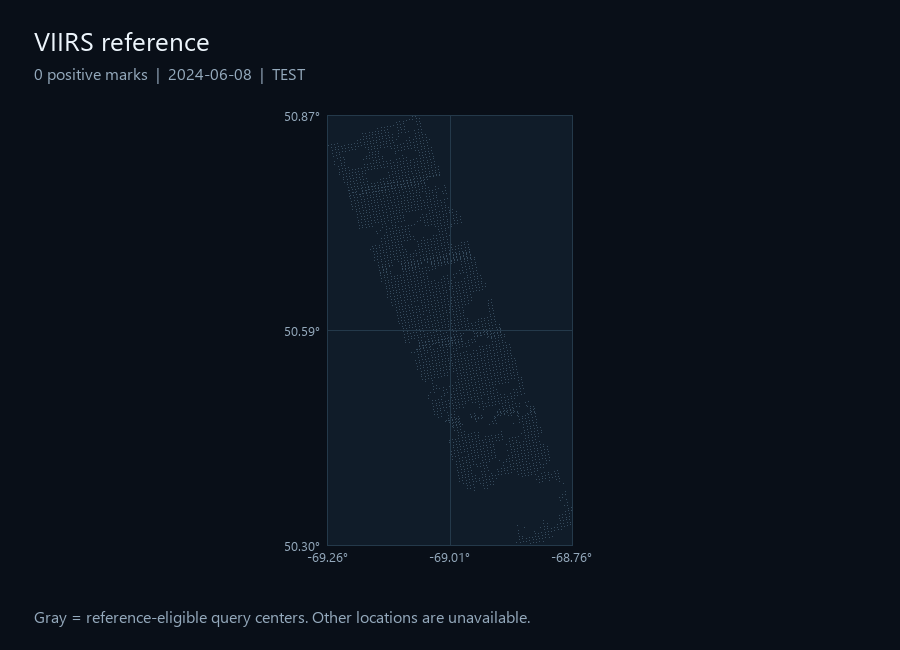 VIIRS reference
0 positive marks | 2024-06-08 | TEST
50.87°
50.59°
50.30°
-69.26° -69.01° -68.76°
Gray = reference-eligible query centers. Other locations are unavailable.